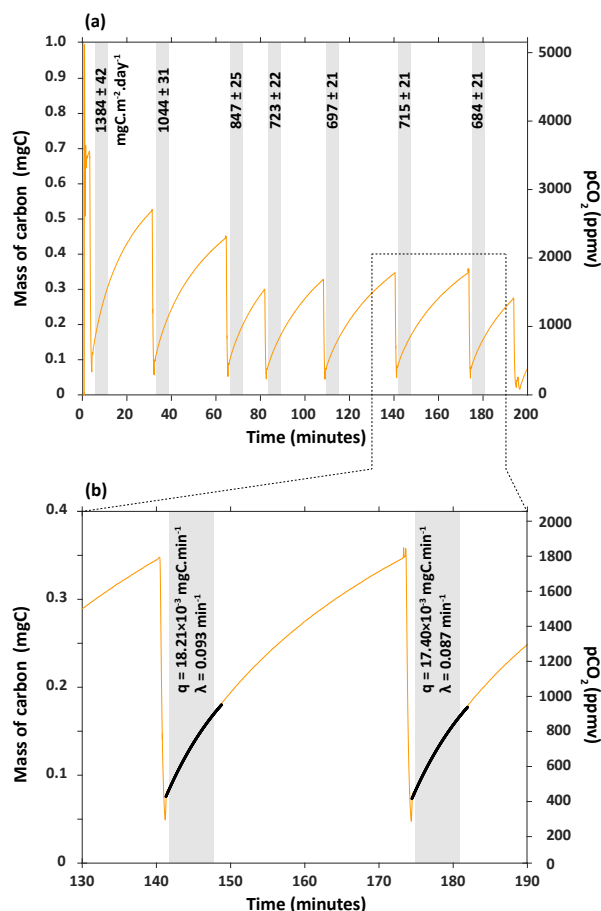 (a)
1.0
0.9
0.8
0.7
0.6
0.5
0.4
0.3
0.2
0.1
0
Mass of carbon (mgC)
1384 ± 42
mgC.m⁻².day⁻¹
1044 ± 31
847 ± 25
723 ± 22
697 ± 21
715 ± 21
684 ± 21
5000
4000
3000
2000
1000
0
pCO₂ (ppmv)
0 20 40 60 80 100 120 140 160 180 200
Time (minutes)
(b)
0.4
0.3
0.2
0.1
0
Mass of carbon (mgC)
q = 18.21×10⁻³ mgC.min⁻¹
λ = 0.093 min⁻¹
q = 17.40×10⁻³ mgC.min⁻¹
λ = 0.087 min⁻¹
2000
1800
1600
1400
1200
1000
800
600
400
200
0
pCO₂ (ppmv)
130 140 150 160 170 180 190
Time (minutes)